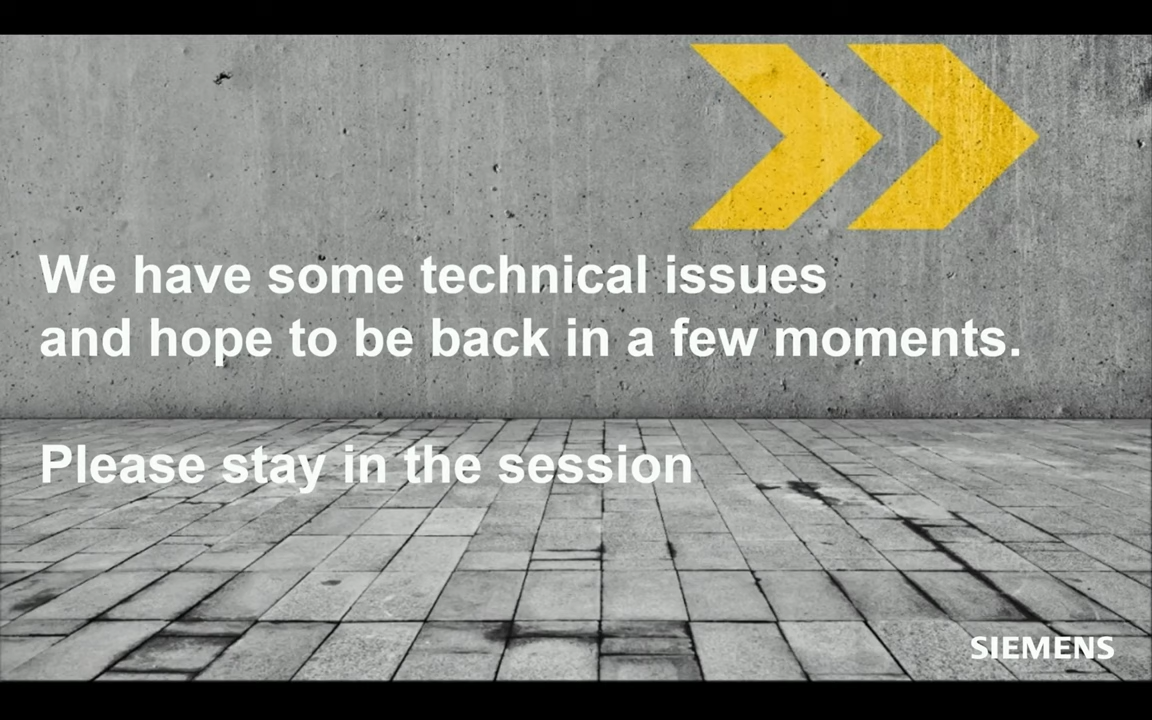 We have some technical issues
and hope to be back in a few moments.
Please stay in the session
SIEMENS